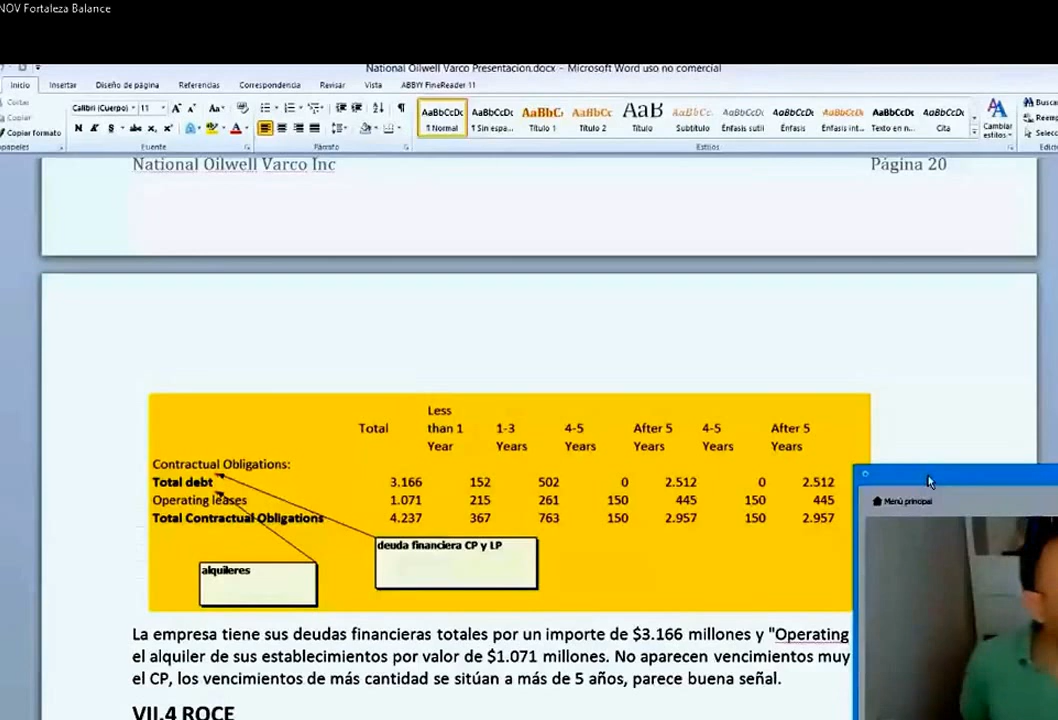 NOV Fortaleza Balance
National Oilwell Varco Presentacion.docx - Microsoft Word uso no comercial
Inicio Insertar Diseño de página Referencias Correspondencia Revisar Vista ABBYY FineReader 11
Cortar
Copiar
Copiar formato
Calibri (Cuerpo) 11
N K S abc x₂ x²
AaBbCcDc AaBbCcDc AaBbC AaBbCc AaB AaBbCc AaBbCcDc AaBbCcDc AaBbCcDc AaBbCcDc AaBbCcDc
¶ Normal ¶ Sin espa... Título 1 Título 2 Título Subtítulo Énfasis sutil Énfasis Énfasis int... Texto en n... Cita
Cambiar estilos
Fuente Párrafo Estilos
National Oilwell Varco Inc Página 20
Total Less than 1 Year 1-3 Years 4-5 Years After 5 Years 4-5 Years After 5 Years
Contractual Obligations:
Total debt 3.166 152 502 0 2.512 0 2.512
Operating leases 1.071 215 261 150 445 150 445
Total Contractual Obligations 4.237 367 763 150 2.957 150 2.957
deuda financiera CP y LP
alquileres
Menú principal
La empresa tiene sus deudas financieras totales por un importe de $3.166 millones y "Operating
el alquiler de sus establecimientos por valor de $1.071 millones. No aparecen vencimientos muy
el CP, los vencimientos de más cantidad se sitúan a más de 5 años, parece buena señal.
VII.4 ROCE